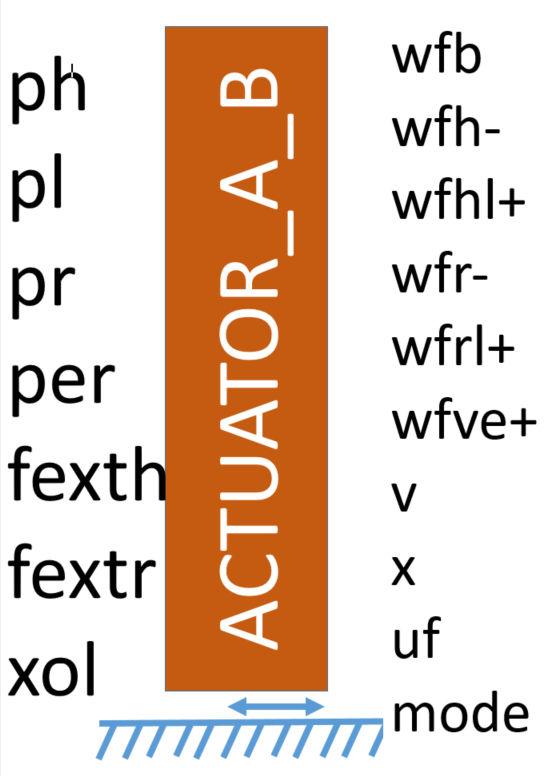 ph
pl
pr
per
fexth
fextr
xol
ACTUATOR_A_B
wfb
wfh-
wfhl+
wfr-
wfrl+
wfve+
v
x
uf
mode